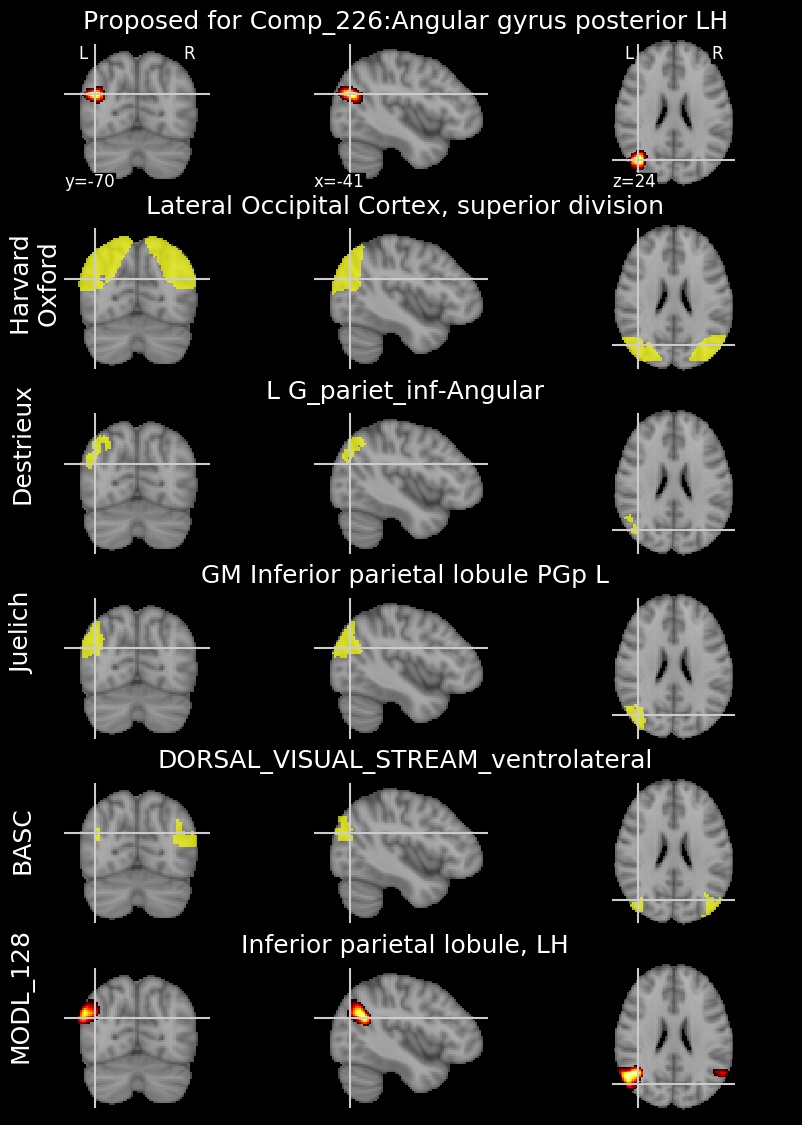 Proposed for Comp_226:Angular gyrus posterior LH
L R
L R
y=-70
x=-41
z=24
Lateral Occipital Cortex, superior division
Harvard
Oxford
L G_pariet_inf-Angular
Destrieux
GM Inferior parietal lobule PGp L
Juelich
DORSAL_VISUAL_STREAM_ventrolateral
BASC
Inferior parietal lobule, LH
MODL_128